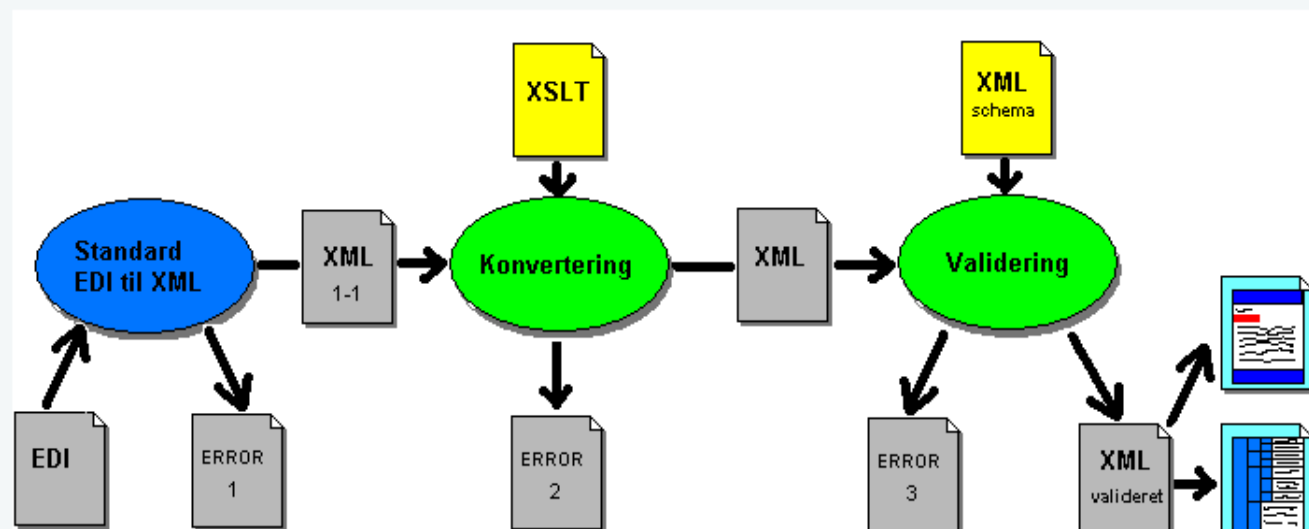 XSLT
XML
schema
Standard
EDI til XML
XML
1-1
Konvertering
XML
Validering
EDI
ERROR
1
ERROR
2
ERROR
3
XML
valideret